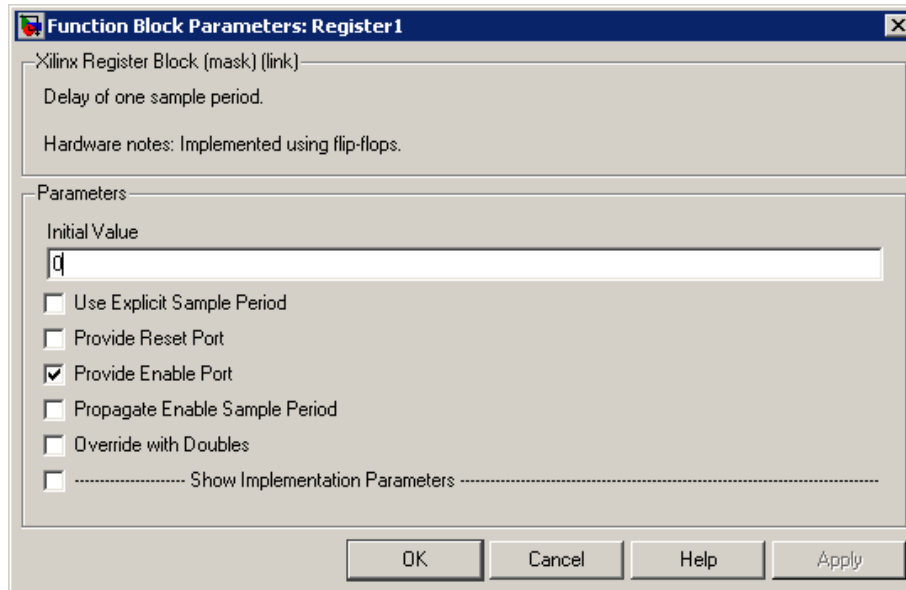 Function Block Parameters: Register1
Xilinx Register Block (mask) (link)
Delay of one sample period.
Hardware notes: Implemented using flip-flops.
Parameters
Initial Value
0
Use Explicit Sample Period
Provide Reset Port
Provide Enable Port
Propagate Enable Sample Period
Override with Doubles
---------------------- Show Implementation Parameters ----------------------------------------------------------------------------------
OK Cancel Help Apply